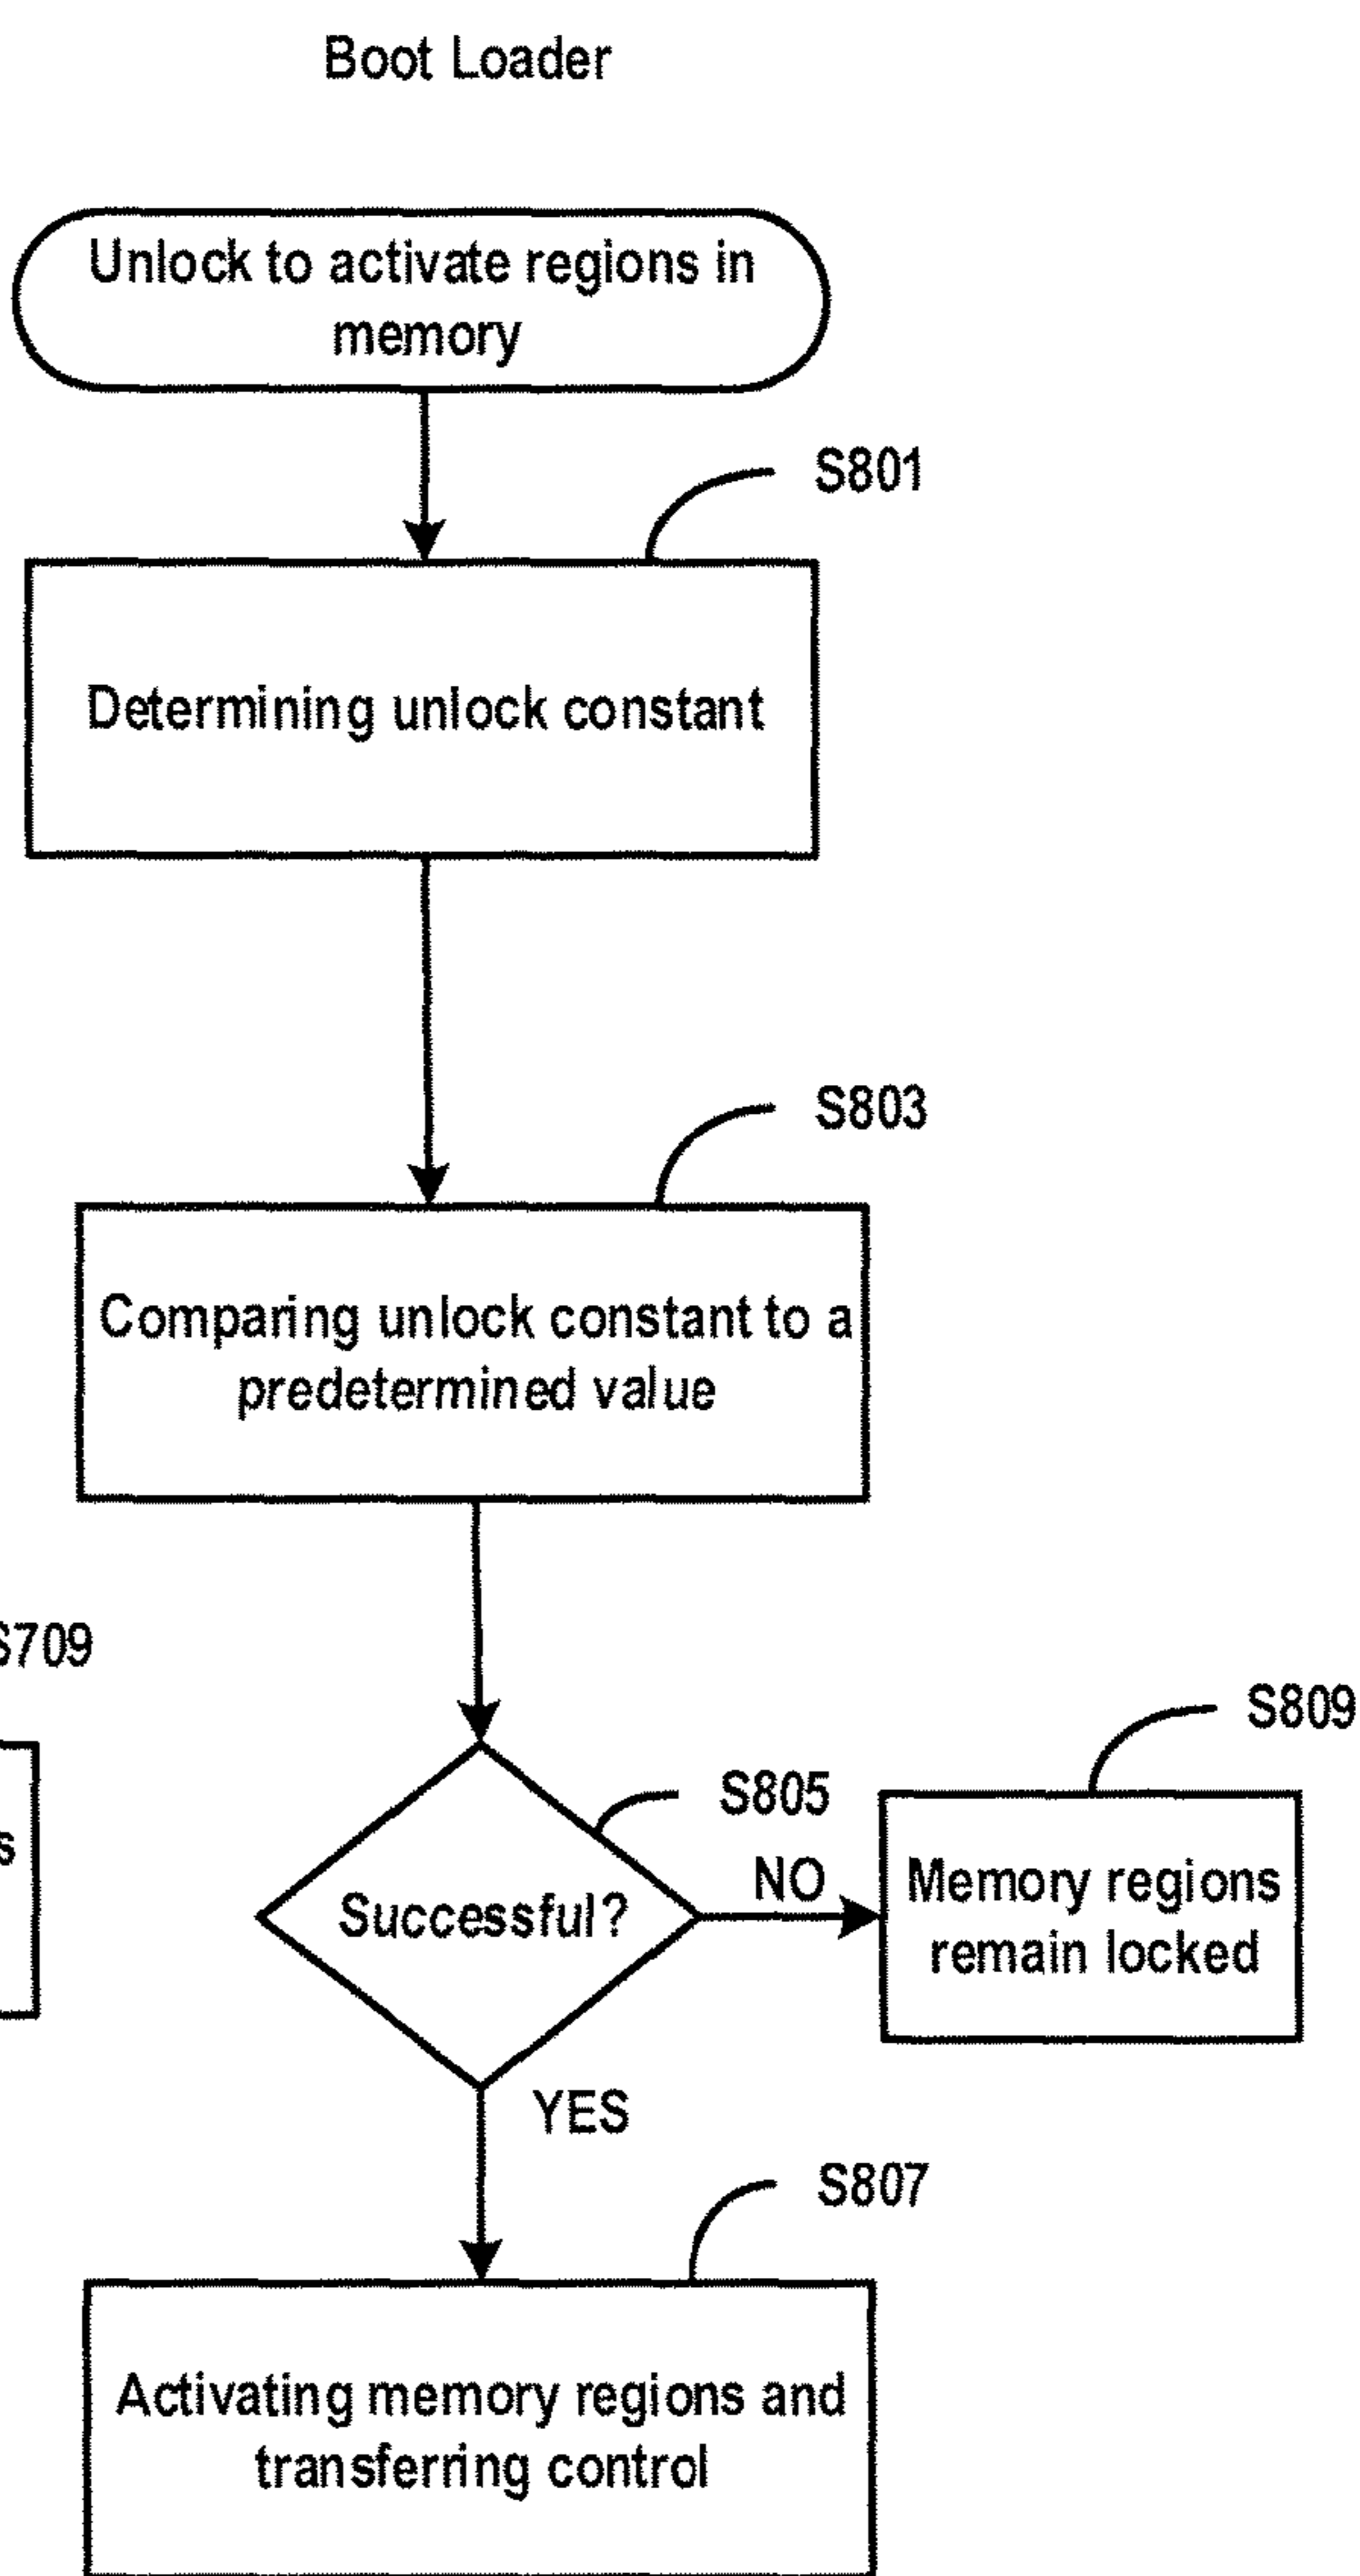 Boot Loader
Unlock to activate regions in
memory
S801
Determining unlock constant
S803
Comparing unlock constant to a
predetermined value
S709
s
S809
S805
Successful?
NO
Memory regions
remain locked
YES
S807
Activating memory regions and
transferring control